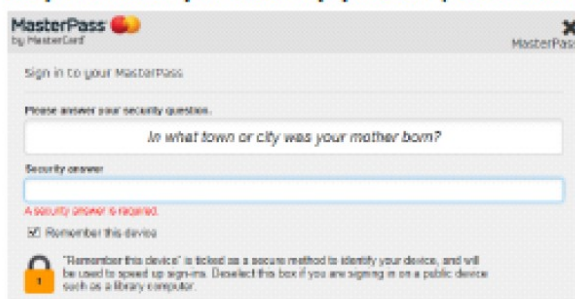 MasterPass
by MasterCard
MasterPass
Sign in to your MasterPass
Please answer your security question.
In what town or city was your mother born?
Security answer
A security answer is required.
Remember this device
"Remember this device" is ticked as a secure method to identify your device, and will
be used to speed up sign-ins. Deselect this box if you are signing in on a public device
such as a library computer.